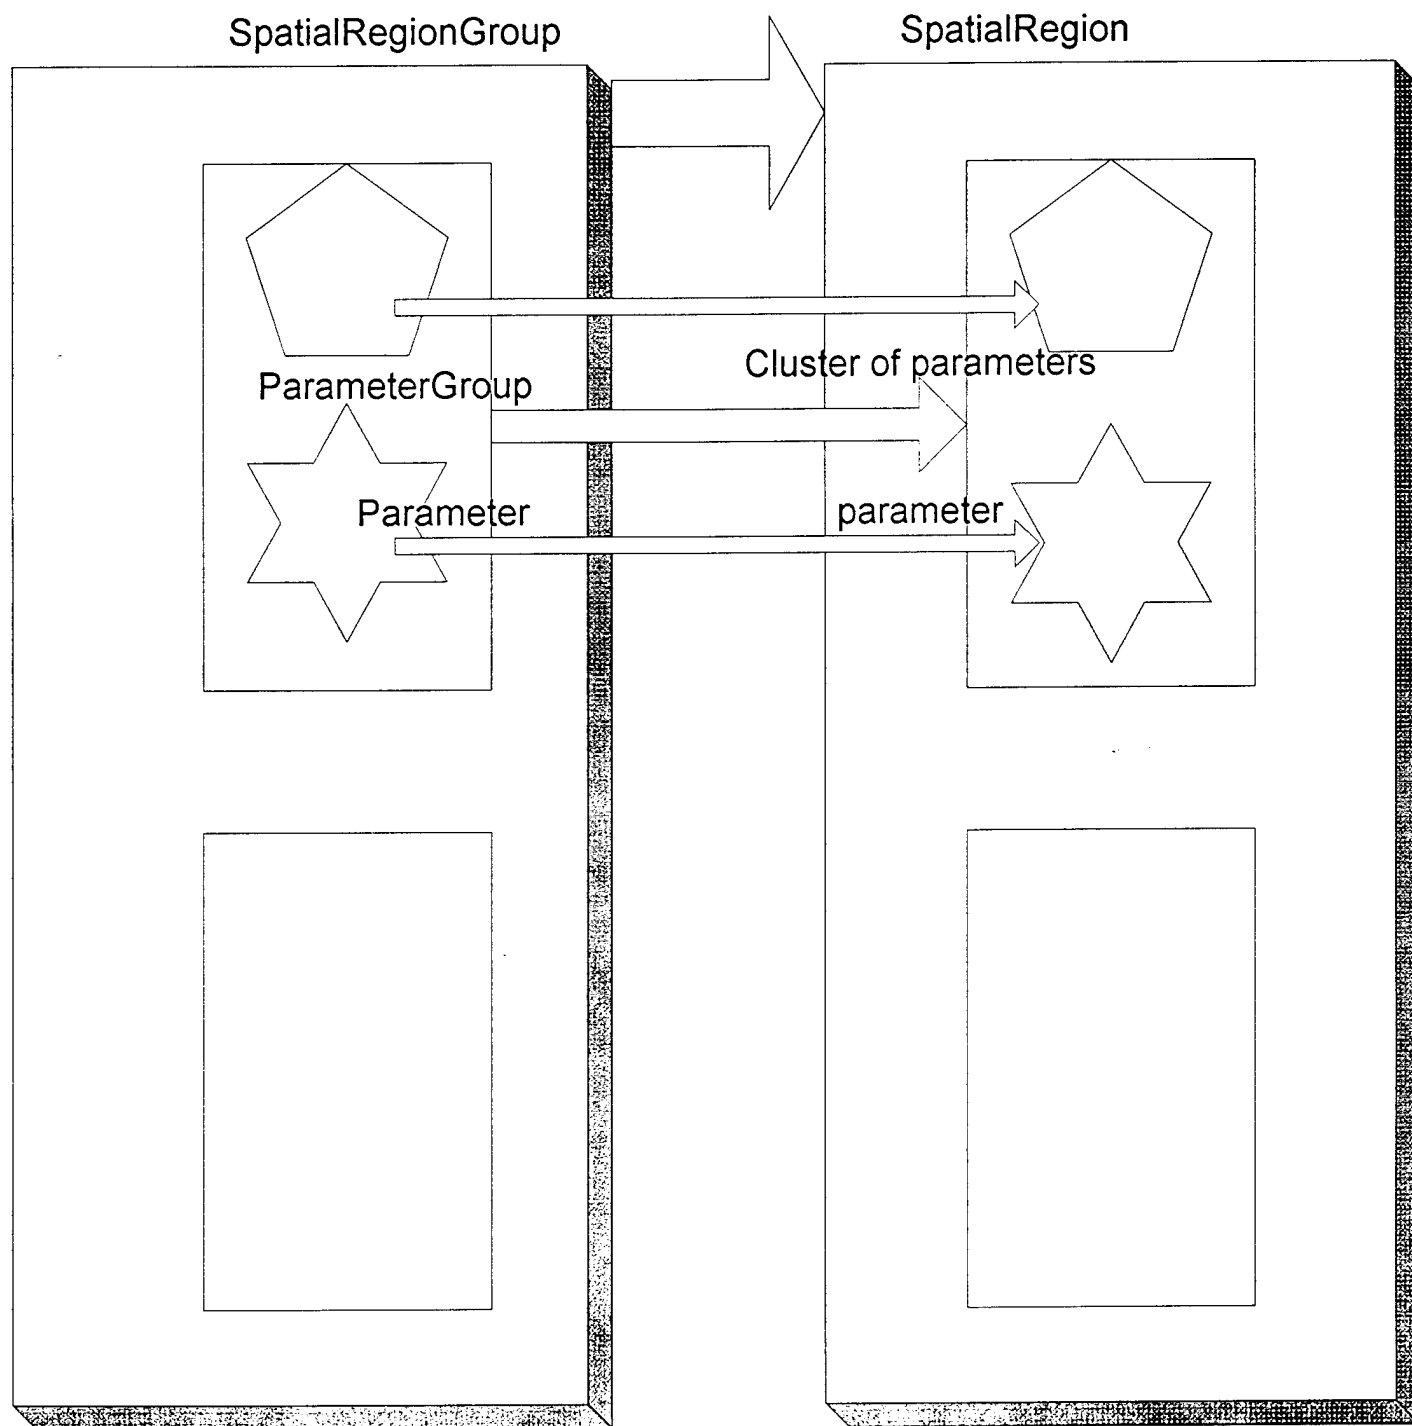 SpatialRegionGroup
SpatialRegion
Cluster of parameters
ParameterGroup
Parameter
parameter